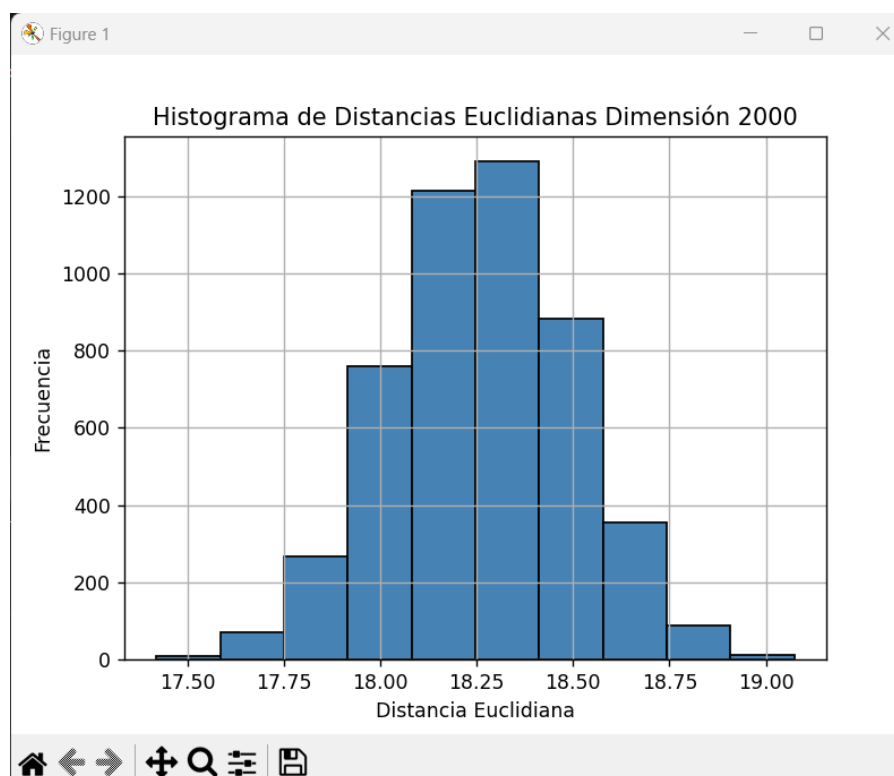 Figure 1
Histograma de Distancias Euclidianas Dimensión 2000
Frecuencia
1200
1000
800
600
400
200
0
17.50 17.75 18.00 18.25 18.50 18.75 19.00
Distancia Euclidiana